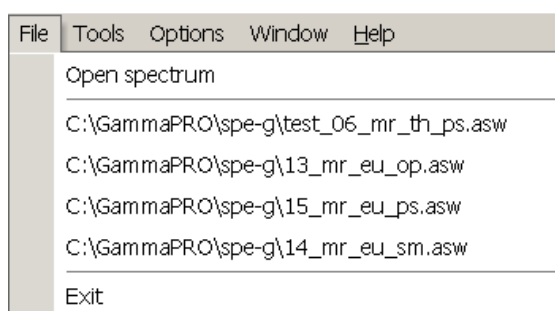 File Tools Options Window Help
Open spectrum
C:\GammaPRO\spe-g\test_06_mr_th_ps.asw
C:\GammaPRO\spe-g\13_mr_eu_op.asw
C:\GammaPRO\spe-g\15_mr_eu_ps.asw
C:\GammaPRO\spe-g\14_mr_eu_sm.asw
Exit